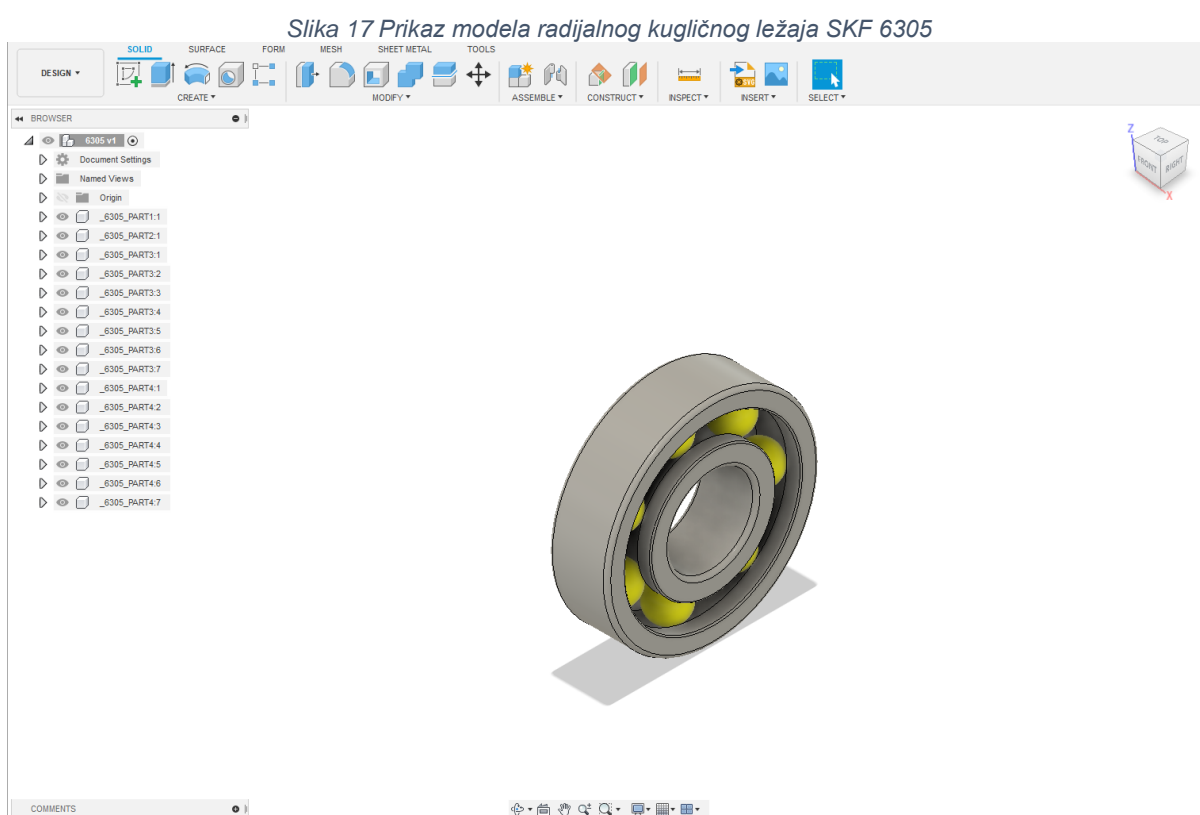 Slika 17 Prikaz modela radijalnog kugličnog ležaja SKF 6305
SOLID SURFACE FORM MESH SHEET METAL TOOLS
DESIGN
CREATE MODIFY ASSEMBLE CONSTRUCT INSPECT INSERT SELECT
BROWSER
6305 v1
Document Settings
Named Views
Origin
_6305_PART1:1
_6305_PART2:1
_6305_PART3:1
_6305_PART3:2
_6305_PART3:3
_6305_PART3:4
_6305_PART3:5
_6305_PART3:6
_6305_PART3:7
_6305_PART4:1
_6305_PART4:2
_6305_PART4:3
_6305_PART4:4
_6305_PART4:5
_6305_PART4:6
_6305_PART4:7
Z
TOP
FRONT RIGHT
X
COMMENTS